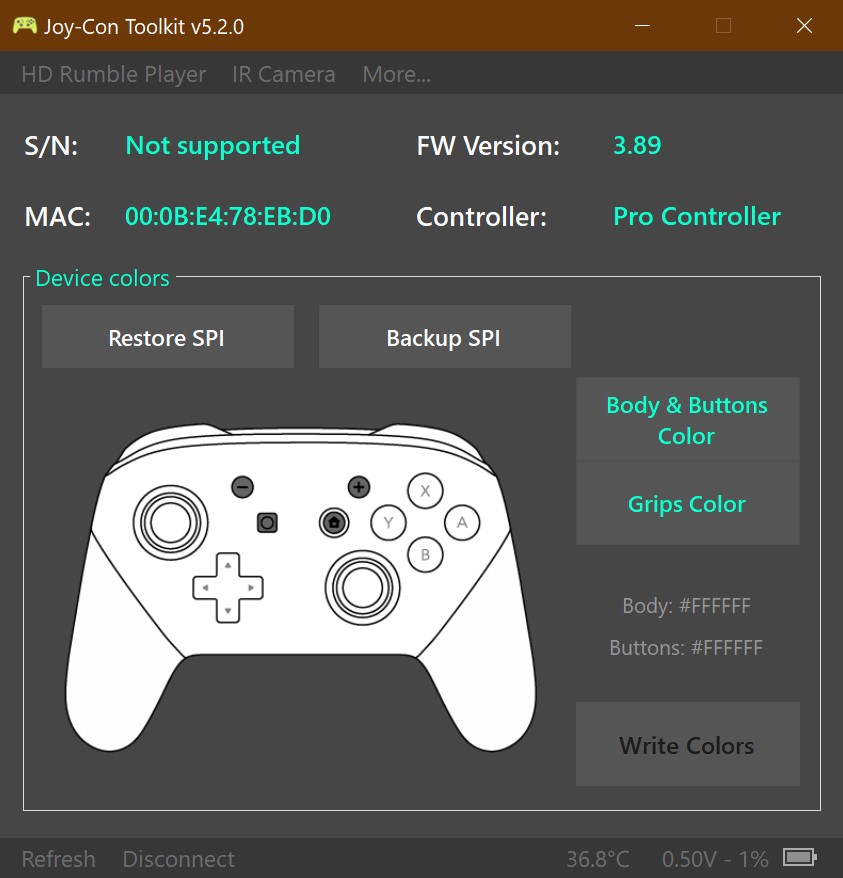 Joy-Con Toolkit v5.2.0
HD Rumble Player IR Camera More...
S/N: Not supported FW Version: 3.89
MAC: 00:0B:E4:78:EB:D0 Controller: Pro Controller
Device colors
Restore SPI Backup SPI
Body & Buttons
Color
Grips Color
X
Y A
B
Body: #FFFFFF
Buttons: #FFFFFF
Write Colors
Refresh Disconnect 36.8°C 0.50V - 1%